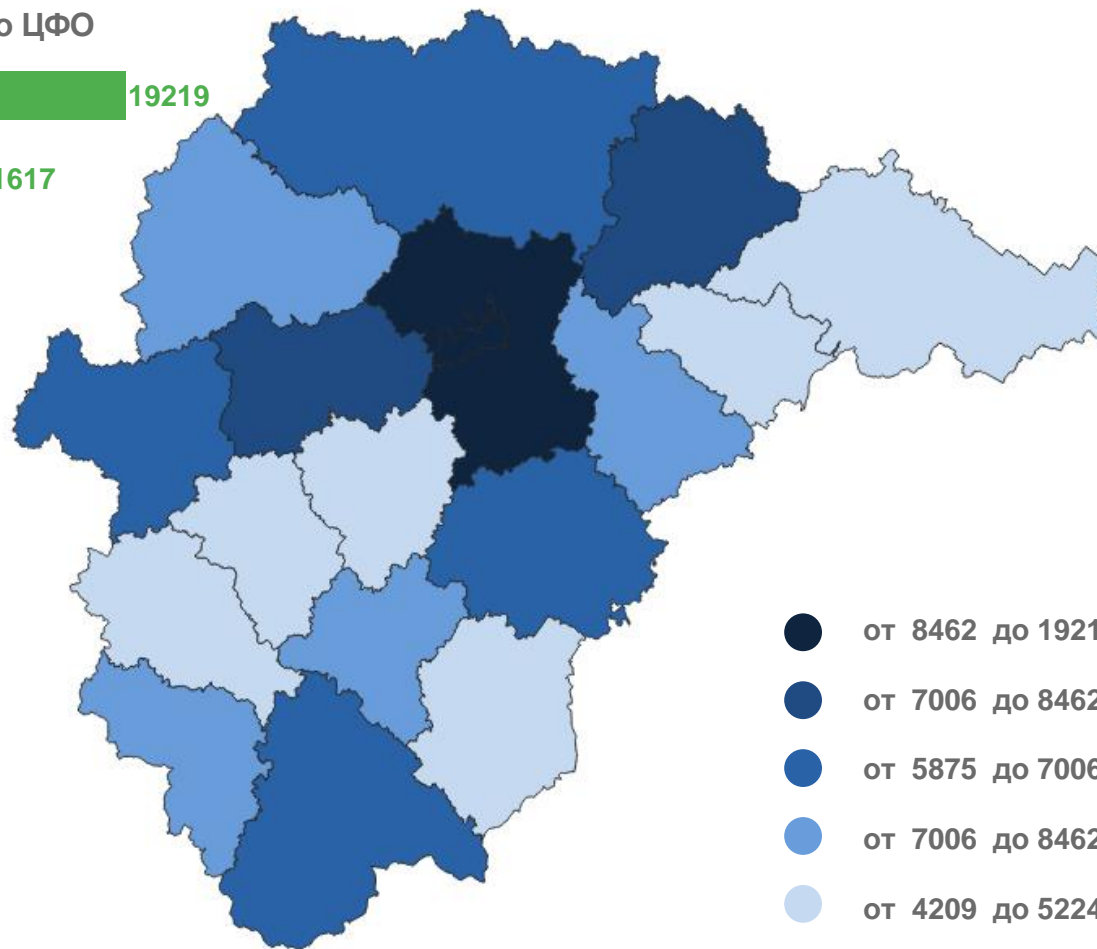 о ЦФО
19219
1617
от 8462 до 1921
от 7006 до 8462
от 5875 до 7006
от 7006 до 8462
от 4209 до 5224